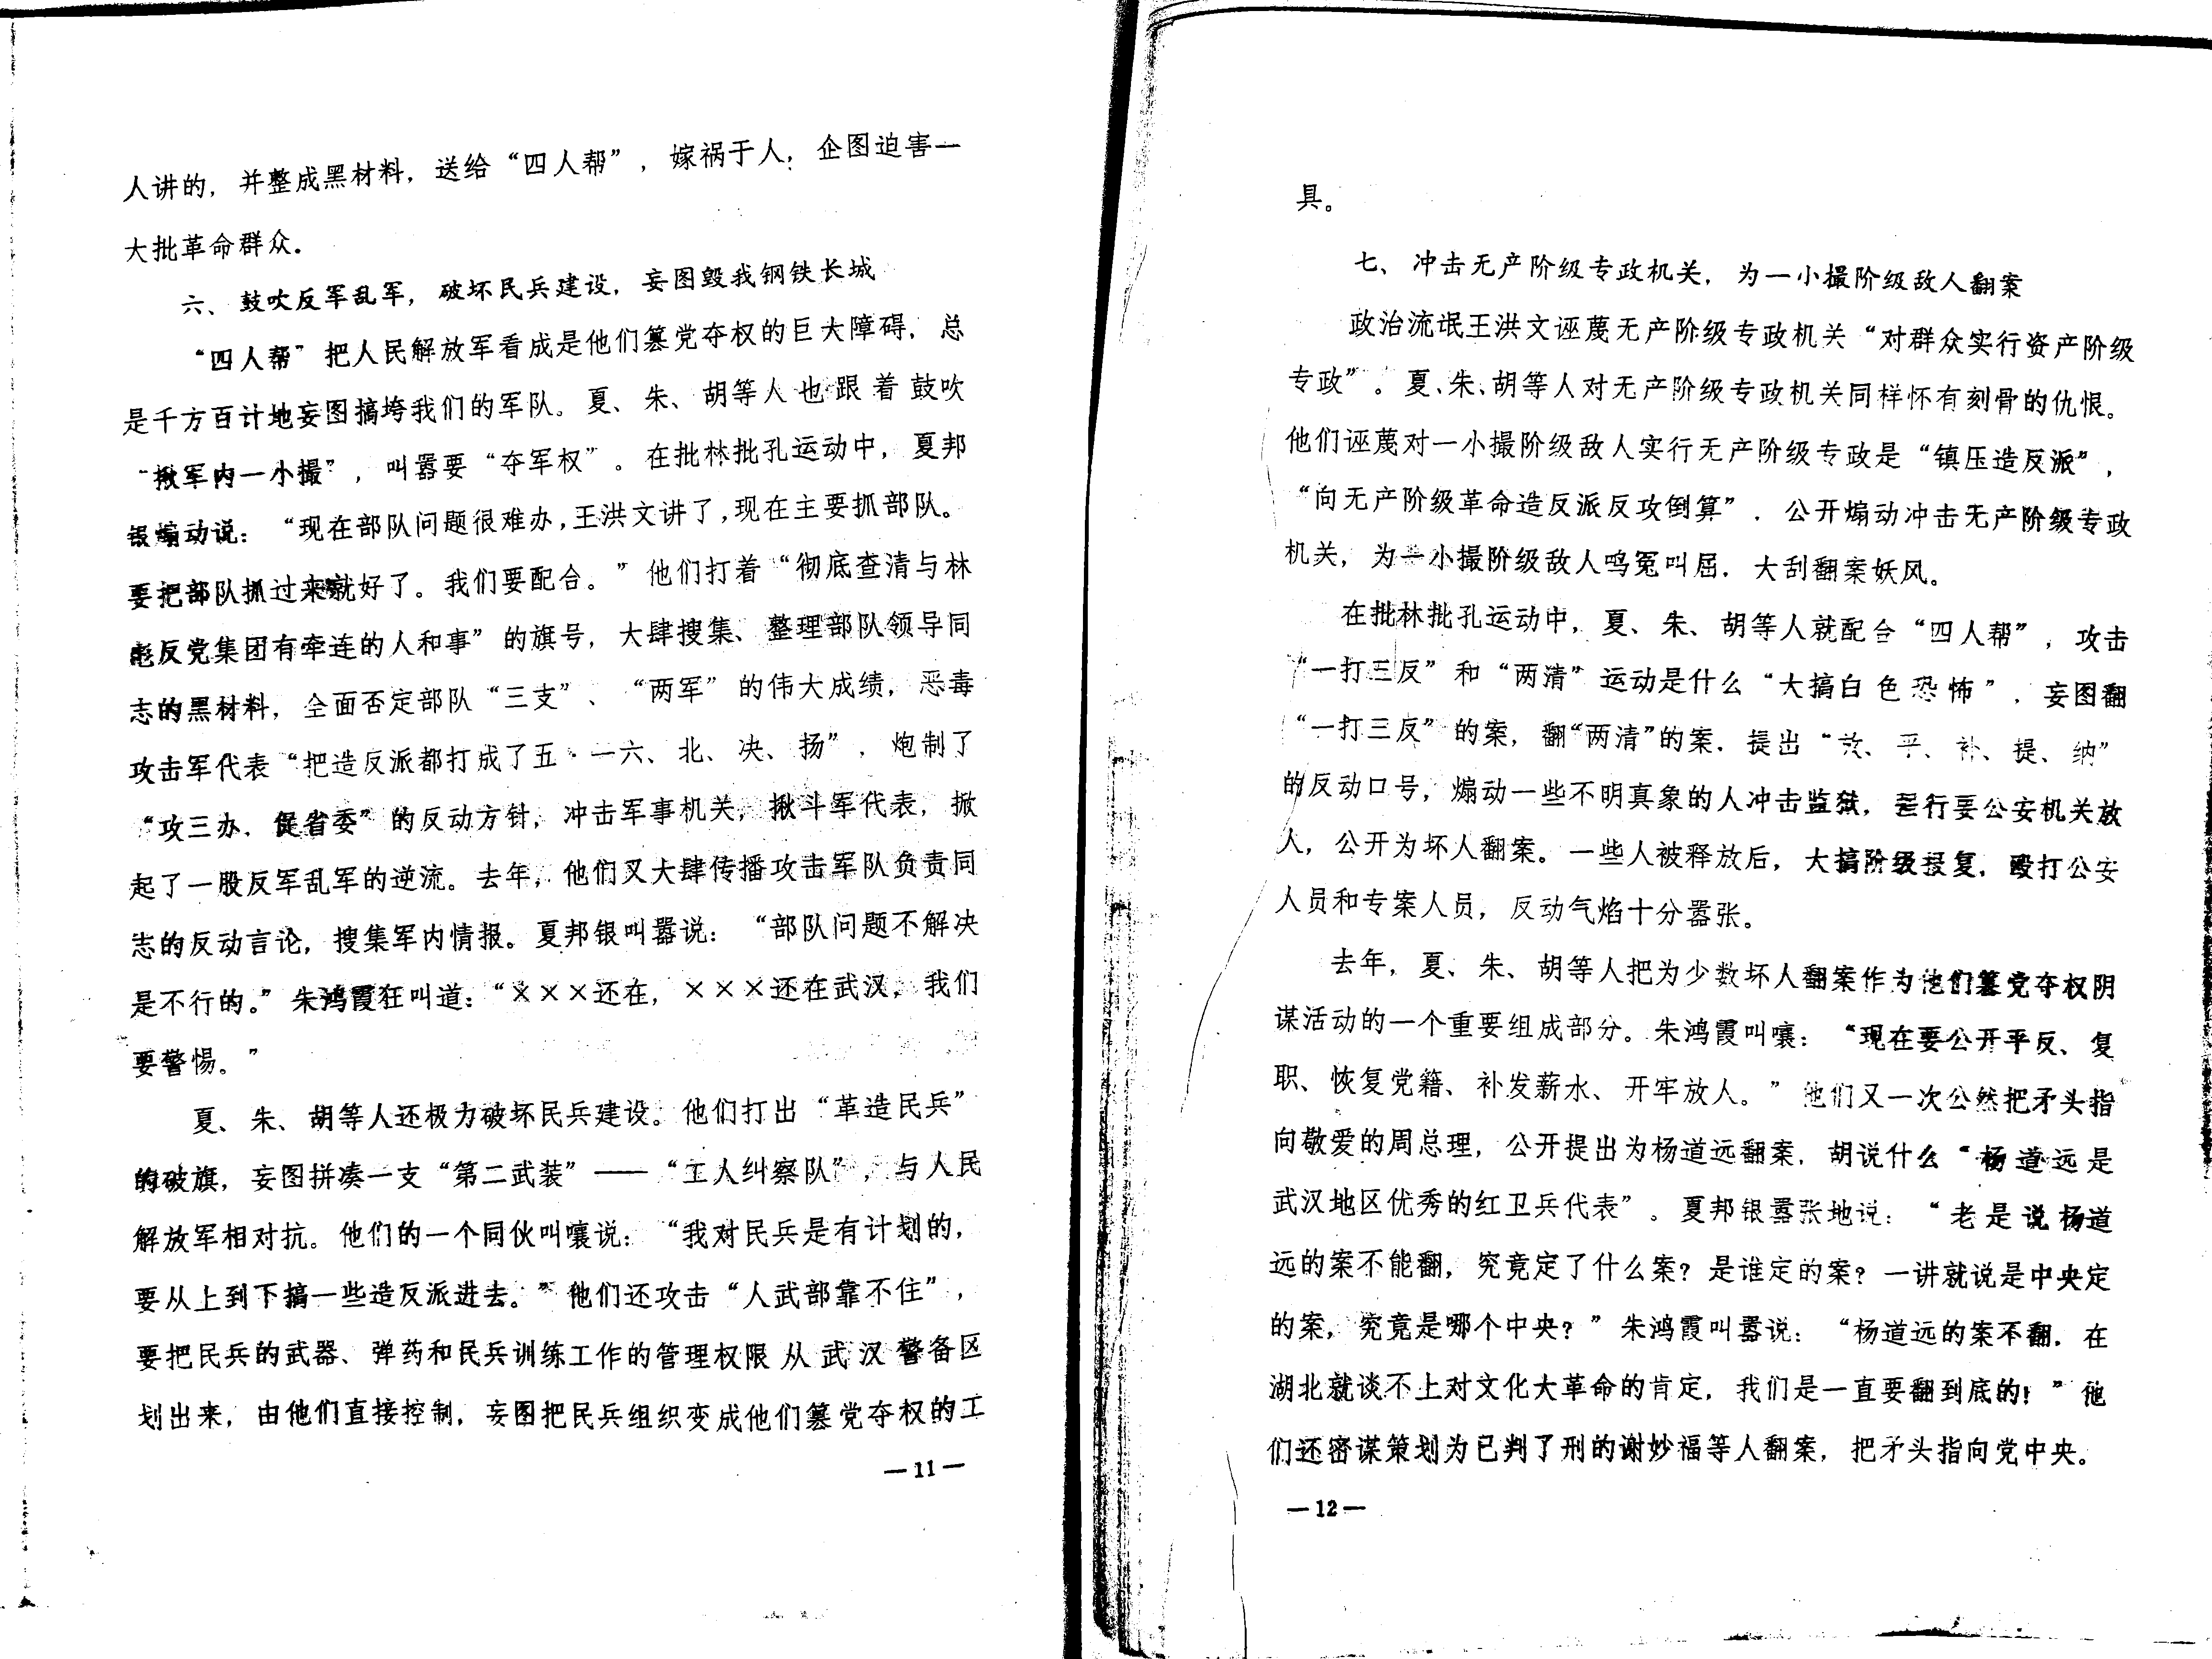 人讲的，并整成黑材料，送给“四人帮”，嫁祸于人，企图迫害一
大批革命群众。
六、鼓吹反军乱军，破坏民兵建设，妄图毁我钢铁长城
“四人帮”把人民解放军看成是他们篡党夺权的巨大障碍，总
是千方百计地妄图搞垮我们的军队。夏、朱、胡等人也跟着鼓吹
“揪军内一小撮”，叫嚣要“夺军权”。在批林批孔运动中，夏邦
银煽动说：“现在部队问题很难办，王洪文讲了，现在主要抓部队。
要把部队抓过来就好了。我们要配合。”他们打着“彻底查清与林
彪反党集团有牵连的人和事”的旗号，大肆搜集、整理部队领导同
志的黑材料，全面否定部队“三支”、“两军”的伟大成绩，恶毒
攻击军代表“把造反派都打成了五·一六、北、决、扬”，炮制了
“攻三办，促省委”的反动方针，冲击军事机关，揪斗军代表，掀
起了一股反军乱军的逆流。去年，他们又大肆传播攻击军队负责同
志的反动言论，搜集军内情报。夏邦银叫嚣说：“部队问题不解决
是不行的。”朱鸿霞狂叫道：“×××还在，×××还在武汉，我们
要警惕。”
夏、朱、胡等人还极力破坏民兵建设。他们打出“革造民兵”
的破旗，妄图拼凑一支“第二武装”——“工人纠察队”，与人民
解放军相对抗。他们的一个同伙叫嚷说：“我对民兵是有计划的，
要从上到下搞一些造反派进去。”他们还攻击“人武部靠不住”，
要把民兵的武器、弹药和民兵训练工作的管理权限从武汉警备区
划出来，由他们直接控制，妄图把民兵组织变成他们篡党夺权的工
—11—
具。
七、冲击无产阶级专政机关，为一小撮阶级敌人翻案
政治流氓王洪文诬蔑无产阶级专政机关“对群众实行资产阶级
专政”。夏、朱、胡等人对无产阶级专政机关同样怀有刻骨的仇恨。
他们诬蔑对一小撮阶级敌人实行无产阶级专政是“镇压造反派”，
“向无产阶级革命造反派反攻倒算”，公开煽动冲击无产阶级专政
机关，为一小撮阶级敌人鸣冤叫屈，大刮翻案妖风。
在批林批孔运动中，夏、朱、胡等人就配合“四人帮”，攻击
“一打三反”和“两清”运动是什么“大搞白色恐怖”，妄图翻
“一打三反”的案，翻“两清”的案，提出“放、平、补、提、纳”
的反动口号，煽动一些不明真象的人冲击监狱，强行要公安机关放
人，公开为坏人翻案。一些人被释放后，大搞阶级报复，殴打公安
人员和专案人员，反动气焰十分嚣张。
去年，夏、朱、胡等人把为少数坏人翻案作为他们篡党夺权阴
谋活动的一个重要组成部分。朱鸿霞叫嚷：“现在要公开平反、复
职、恢复党籍、补发薪水、开牢放人。”他们又一次公然把矛头指
向敬爱的周总理，公开提出为杨道远翻案，胡说什么“杨道远是
武汉地区优秀的红卫兵代表”。夏邦银嚣张地说：“老是说杨道
远的案不能翻，究竟定了什么案？是谁定的案？一讲就说是中央定
的案，究竟是哪个中央？”朱鸿霞叫嚣说：“杨道远的案不翻，在
湖北就谈不上对文化大革命的肯定，我们是一直要翻到底的！”他
们还密谋策划为已判了刑的谢妙福等人翻案，把矛头指向党中央。
—12—